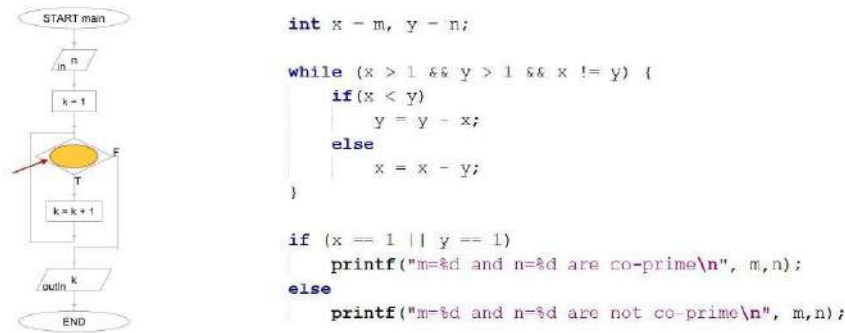 START main
in n
k = 1
F
T
k = k + 1
outln k
END
int x = m, y = n;
while (x > 1 && y > 1 && x != y) {
if(x < y)
y = y - x;
else
x = x - y;
}
if (x == 1 || y == 1)
printf("m=%d and n=%d are co-prime\n", m,n);
else
printf("m=%d and n=%d are not co-prime\n", m,n);